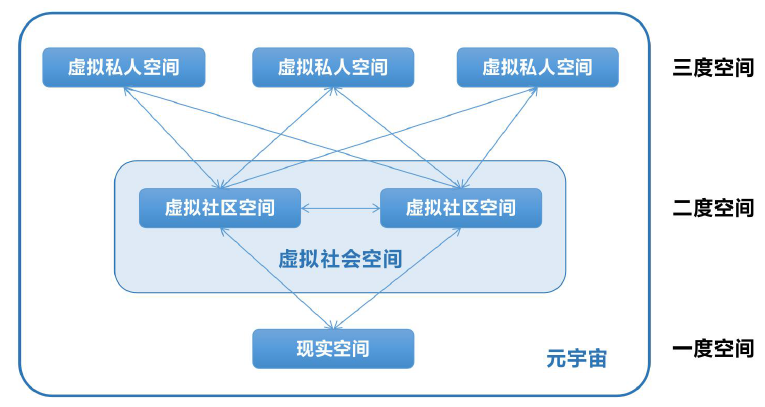 虚拟私人空间 虚拟私人空间 虚拟私人空间 三度空间
虚拟社区空间 虚拟社区空间 二度空间
虚拟社会空间
现实空间 一度空间
元宇宙